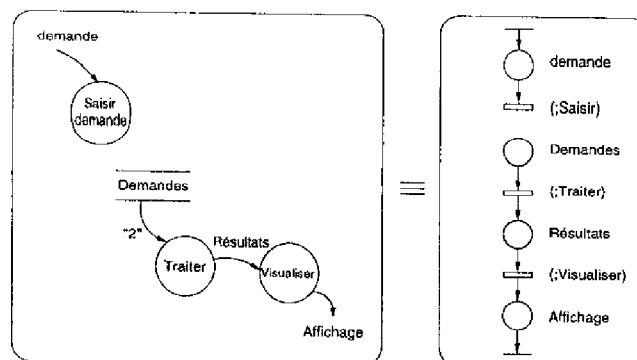 demande
Saisir
demande
Demandes
"2"
Traiter
Résultats
Visualiser
Affichage
demande
(;Saisir)
Demandes
(;Traiter)
Résultats
(;Visualiser)
Affichage